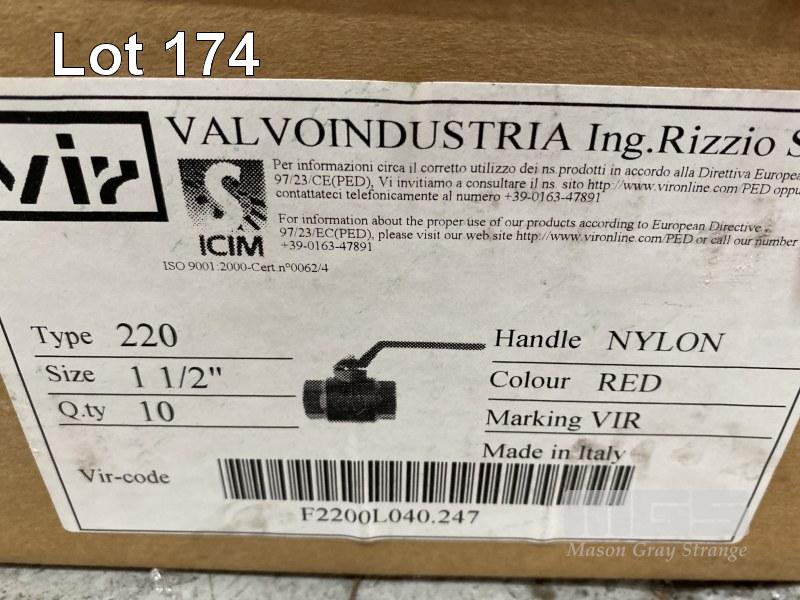 Lot 174
vir
VALVOINDUSTRIA Ing.Rizzio S
Per informazioni circa il corretto utilizzo dei ns.prodotti in accordo alla Direttiva Europea
97/23/CE(PED), Vi invitiamo a consultare il ns. sito http://www.vironline.com/PED oppu
contattateci telefonicamente al numero +39-0163-47891
ICIM
For information about the proper use of our products according to European Directive
97/23/EC(PED), please visit our web site http://www.vironline.com/PED or call our number
+39-0163-47891
ISO 9001:2000-Cert.n°0062/4
Type 220
Size 1 1/2"
Q.ty 10
Handle NYLON
Colour RED
Marking VIR
Made in Italy
Vir-code
F2200L040.247
MGS
Mason Gray Strange